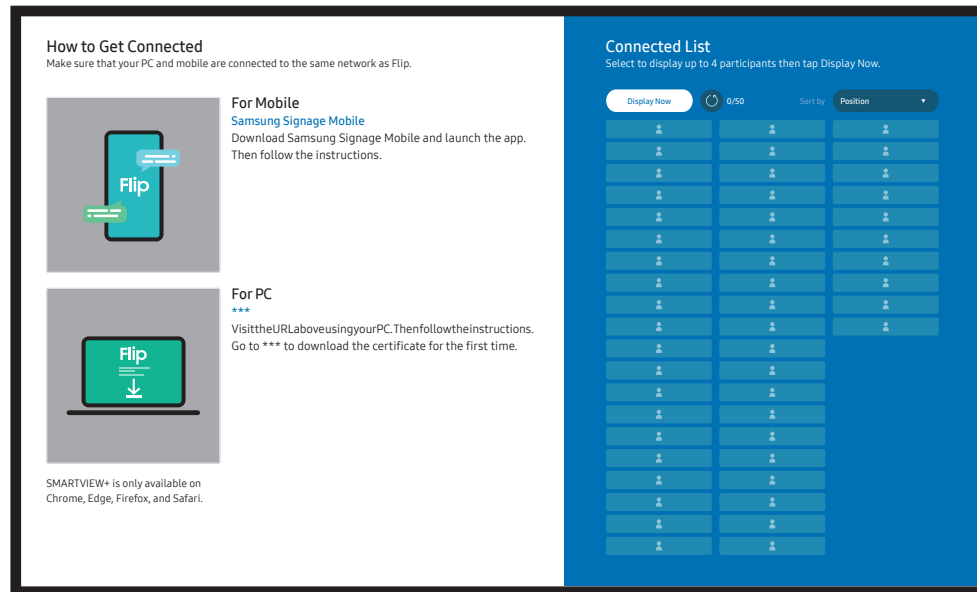 How to Get Connected
Make sure that your PC and mobile are connected to the same network as Flip.
Flip
For Mobile
Samsung Signage Mobile
Download Samsung Signage Mobile and launch the app.
Then follow the instructions.
Flip
For PC
***
VisittheURLaboveusingyourPC.Thenfollowtheinstructions.
Go to *** to download the certificate for the first time.
SMARTVIEW+ is only available on
Chrome, Edge, Firefox, and Safari.
Connected List
Select to display up to 4 participants then tap Display Now.
Display Now 0/50 Sort by Position